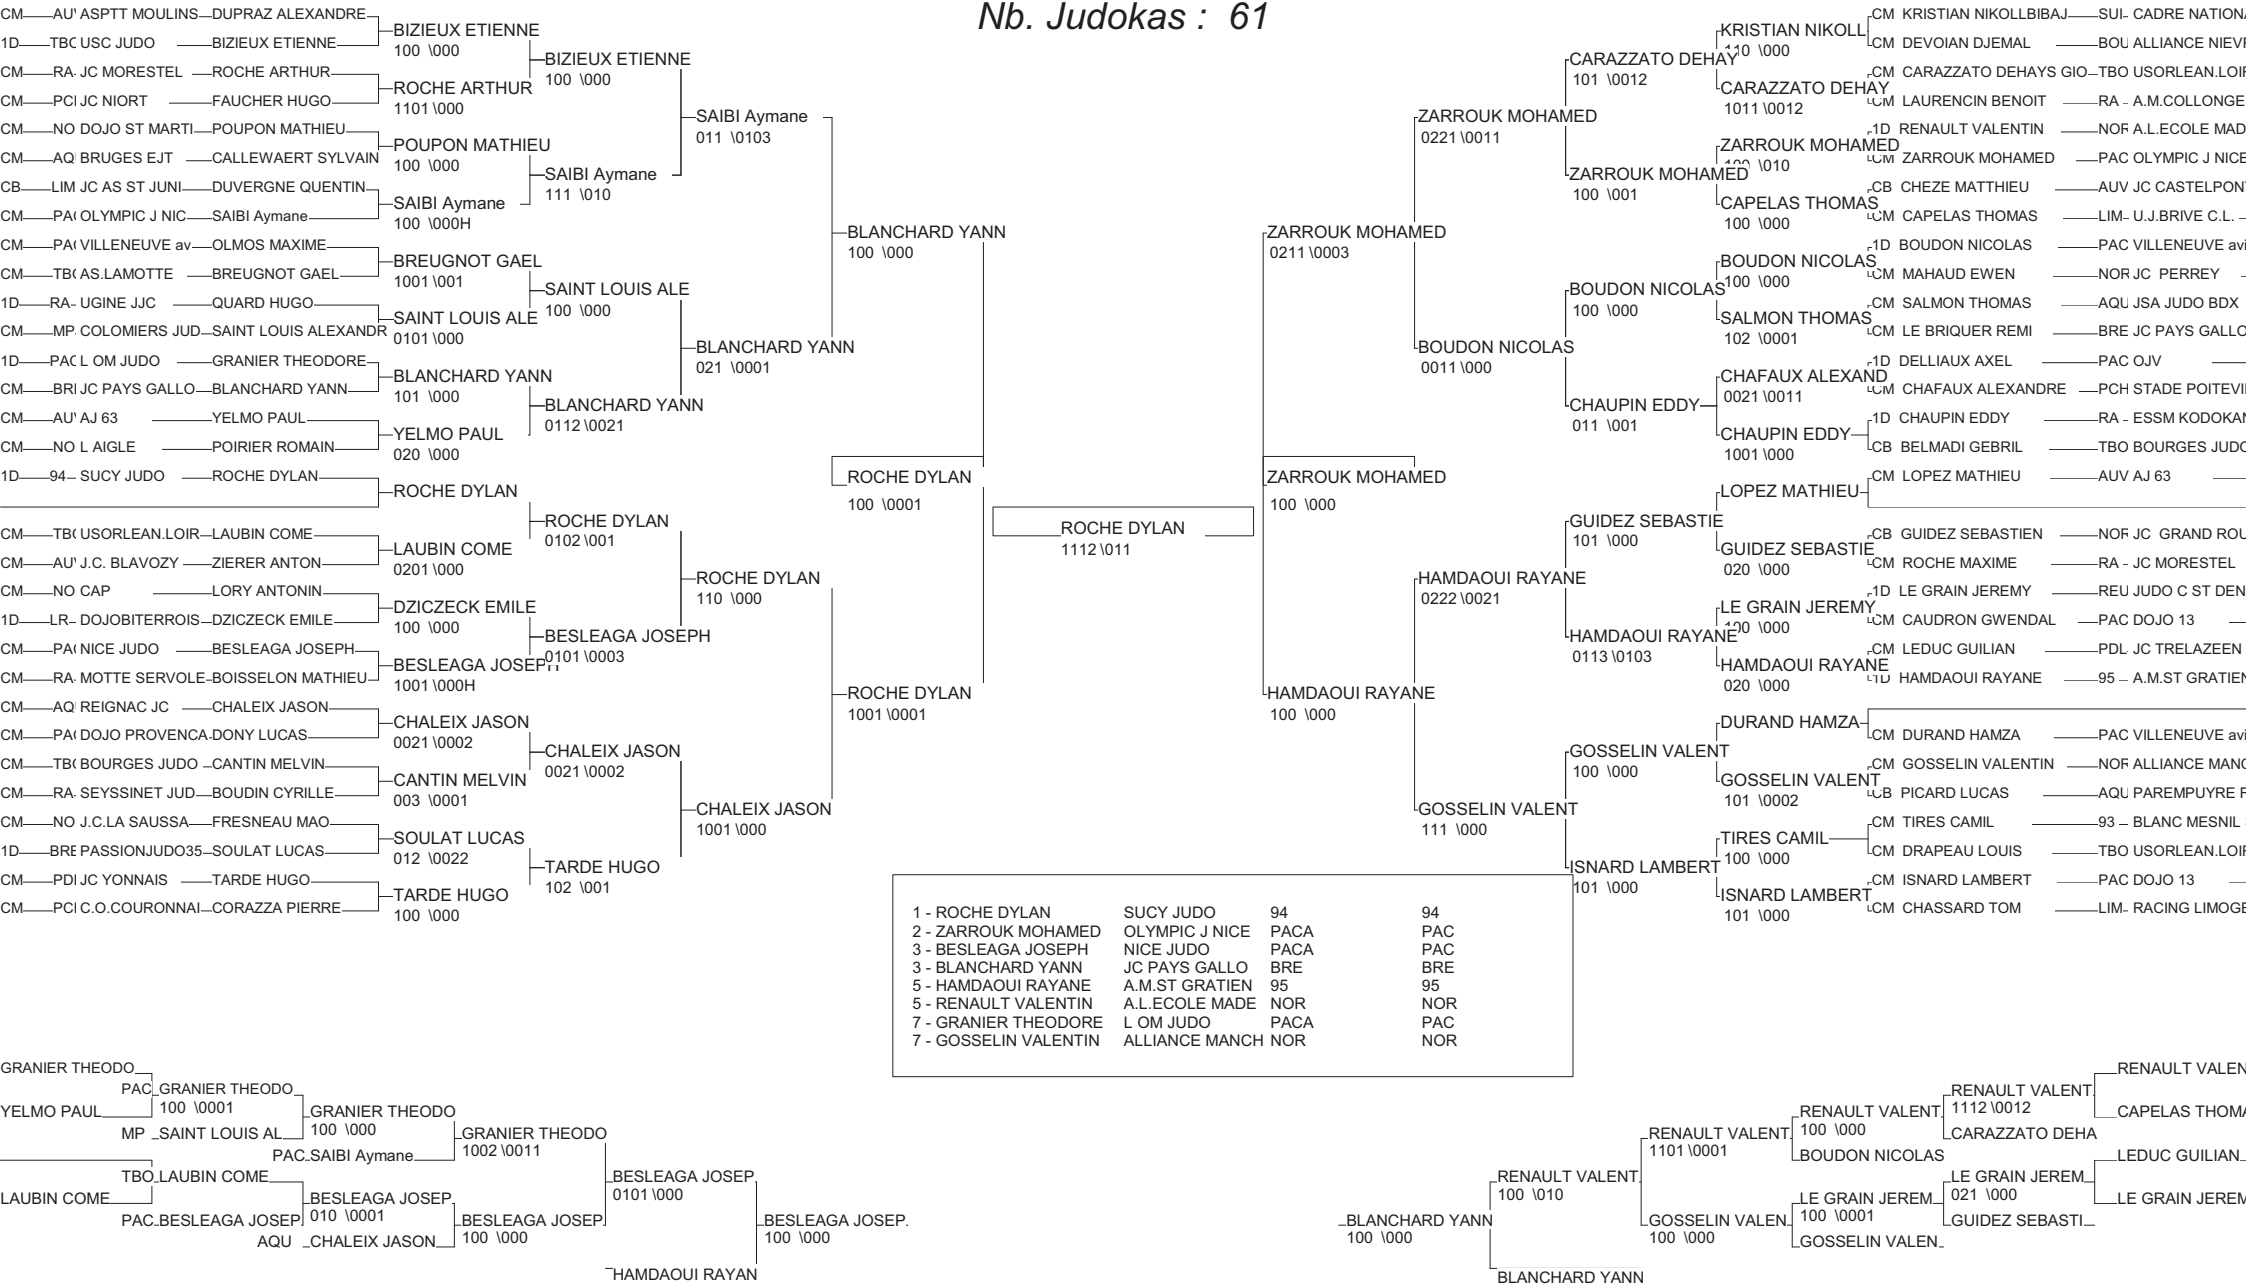 Nb. Judokas : 61
CM AU ASPTT MOULINS DUPRAZ ALEXANDRE
1D TBC USC JUDO BIZIEUX ETIENNE
CM RA- JC MORESTEL ROCHE ARTHUR
CM PC JC NIORT FAUCHER HUGO
CM NO DOJO ST MARTI POUPON MATHIEU
CM AQ BRUGES EJT CALLEWAERT SYLVAIN
CB LIM JC AS ST JUNI DUVERGNE QUENTIN
CM PA OLYMPIC J NIC SAIBI Aymane
CM PA VILLENEUVE av OLMOS MAXIME
CM TB AS.LAMOTTE BREUGNOT GAEL
1D RA- UGINE JJC QUARD HUGO
CM MP COLOMIERS JUD SAINT LOUIS ALEXANDR
1D PAC L OM JUDO GRANIER THEODORE
CM BR JC PAYS GALLO BLANCHARD YANN
CM AU AJ 63 YELMO PAUL
CM NO L AIGLE POIRIER ROMAIN
1D 94 SUCY JUDO ROCHE DYLAN
CM TB USORLEAN.LOIR LAUBIN COME
CM AU J.C. BLAVOZY ZIERER ANTON
CM NO CAP LORY ANTONIN
1D LR DOJOBITERROIS DZICZECK EMILE
CM PA NICE JUDO BESLEAGA JOSEPH
CM RA- MOTTE SERVOLE BOISSELON MATHIEU
CM AQ REIGNAC JC CHALEIX JASON
CM PA DOJO PROVENCA DONY LUCAS
CM TB BOURGES JUDO CANTIN MELVIN
CM RA- SEYSSINET JUD BOUDIN CYRILLE
CM NO J.C.LA SAUSSA FRESNEAU MAO
1D BRE PASSIONJUDO35 SOULAT LUCAS
CM PD JC YONNAIS TARDE HUGO
CM PC C.O.COURONNAI CORAZZA PIERRE
BIZIEUX ETIENNE
100 \000
ROCHE ARTHUR
1101 \000
POUPON MATHIEU
100 \000
SAIBI Aymane
100 \000H
BREUGNOT GAEL
1001 \001
SAINT LOUIS ALE
0101 \000
BLANCHARD YANN
101 \000
YELMO PAUL
020 \000
ROCHE DYLAN
LAUBIN COME
0201 \000
DZICZECK EMILE
100 \000
BESLEAGA JOSEPH
1001 \000H
CHALEIX JASON
0021 \0002
CANTIN MELVIN
003 \0001
SOULAT LUCAS
012 \0022
TARDE HUGO
100 \000
BIZIEUX ETIENNE
100 \000
SAIBI Aymane
111 \010
SAINT LOUIS ALE
100 \000
BLANCHARD YANN
0112 \0021
ROCHE DYLAN
0102 \001
BESLEAGA JOSEPH
0101 \0003
CHALEIX JASON
0021 \0002
TARDE HUGO
102 \001
SAIBI Aymane
011 \0103
BLANCHARD YANN
021 \0001
ROCHE DYLAN
110 \000
CHALEIX JASON
1001 \000
BLANCHARD YANN
100 \000
ROCHE DYLAN
100 \0001
ROCHE DYLAN
1001 \0001
ROCHE DYLAN
1112 \011
ZARROUK MOHAMED
0211 \0003
ZARROUK MOHAMED
100 \000
HAMDAOUI RAYANE
100 \000
ZARROUK MOHAMED
0221 \0011
BOUDON NICOLAS
0011 \000
HAMDAOUI RAYANE
0222 \0021
GOSSELIN VALENT
111 \000
CARAZZATO DEHAY
101 \0012
ZARROUK MOHAMED
100 \001
BOUDON NICOLAS
100 \000
CHAUPIN EDDY
011 \001
GUIDEZ SEBASTIE
101 \000
HAMDAOUI RAYANE
0113 \0103
GOSSELIN VALENT
100 \000
ISNARD LAMBERT
101 \000
KRISTIAN NIKOLL
110 \000
CARAZZATO DEHAY
1011 \0012
ZARROUK MOHAMED
100 \010
CAPELAS THOMAS
100 \000
BOUDON NICOLAS
100 \000
SALMON THOMAS
102 \0001
CHAFAUX ALEXAND
0021 \0011
CHAUPIN EDDY
1001 \000
LOPEZ MATHIEU
GUIDEZ SEBASTIE
020 \000
LE GRAIN JEREMY
100 \000
HAMDAOUI RAYANE
020 \000
DURAND HAMZA
GOSSELIN VALENT
101 \0002
TIRES CAMIL
100 \000
ISNARD LAMBERT
101 \000
CM KRISTIAN NIKOLLBIBAJ SUI- CADRE NATION
CM DEVOIAN DJEMAL BOU ALLIANCE NIEV
CM CARAZZATO DEHAYS GIO TBO USORLEAN.LOI
CM LAURENCIN BENOIT RA - A.M.COLLONGE
1D RENAULT VALENTIN NOR A.L.ECOLE MAD
CM ZARROUK MOHAMED PAC OLYMPIC J NICE
CB CHEZE MATTHIEU AUV JC CASTELPON
CM CAPELAS THOMAS LIM- U.J.BRIVE C.L.
1D BOUDON NICOLAS PAC VILLENEUVE avi
CM MAHAUD EWEN NOR JC PERREY
CM SALMON THOMAS AQU JSA JUDO BDX
CM LE BRIQUER REMI BRE JC PAYS GALLO
1D DELLIAUX AXEL PAC OJV
CM CHAFAUX ALEXANDRE PCH STADE POITEVI
1D CHAUPIN EDDY RA - ESSM KODOKAN
CB BELMADI GEBRIL TBO BOURGES JUDO
CM LOPEZ MATHIEU AUV AJ 63
CB GUIDEZ SEBASTIEN NOR JC GRAND ROU
CM ROCHE MAXIME RA - JC MORESTEL
1D LE GRAIN JEREMY REU JUDO C ST DEN
CM CAUDRON GWENDAL PAC DOJO 13
CM LEDUC GUILIAN PDL JC TRELAZEEN
1D HAMDAOUI RAYANE 95 - A.M.ST GRATIEN
CM DURAND HAMZA PAC VILLENEUVE avi
CM GOSSELIN VALENTIN NOR ALLIANCE MANC
CB PICARD LUCAS AQU PAREMPUYRE
CM TIRES CAMIL 93 - BLANC MESNIL
CM DRAPEAU LOUIS TBO USORLEAN.LOI
CM ISNARD LAMBERT PAC DOJO 13
CM CHASSARD TOM LIM- RACING LIMOGE
1 - ROCHE DYLAN SUCY JUDO 94 94
2 - ZARROUK MOHAMED OLYMPIC J NICE PACA PAC
3 - BESLEAGA JOSEPH NICE JUDO PACA PAC
3 - BLANCHARD YANN JC PAYS GALLO BRE BRE
5 - HAMDAOUI RAYANE A.M.ST GRATIEN 95 95
5 - RENAULT VALENTIN A.L.ECOLE MADE NOR NOR
7 - GRANIER THEODORE L OM JUDO PACA PAC
7 - GOSSELIN VALENTIN ALLIANCE MANCH NOR NOR
GRANIER THEODO
YELMO PAUL
LAUBIN COME
PAC GRANIER THEODO
100 \0001
MP SAINT LOUIS AL
TBO LAUBIN COME
PAC BESLEAGA JOSEP
GRANIER THEODO
100 \000
PAC SAIBI Aymane
BESLEAGA JOSEP
010 \0001
AQU CHALEIX JASON
GRANIER THEODO
1002 \0011
BESLEAGA JOSEP
100 \000
BESLEAGA JOSEP
0101 \000
HAMDAOUI RAYAN
BESLEAGA JOSEP.
100 \000
BLANCHARD YANN
100 \000
RENAULT VALENT
100 \010
BLANCHARD YANN
RENAULT VALENT
1101 \0001
GOSSELIN VALEN
100 \000
RENAULT VALENT
100 \000
BOUDON NICOLAS
LE GRAIN JEREM
100 \0001
GOSSELIN VALEN
RENAULT VALENT
1112 \0012
CARAZZATO DEHA
LE GRAIN JEREM
021 \000
GUIDEZ SEBASTI
RENAULT VALEN
CAPELAS THOMA
LEDUC GUILIAN
LE GRAIN JEREM